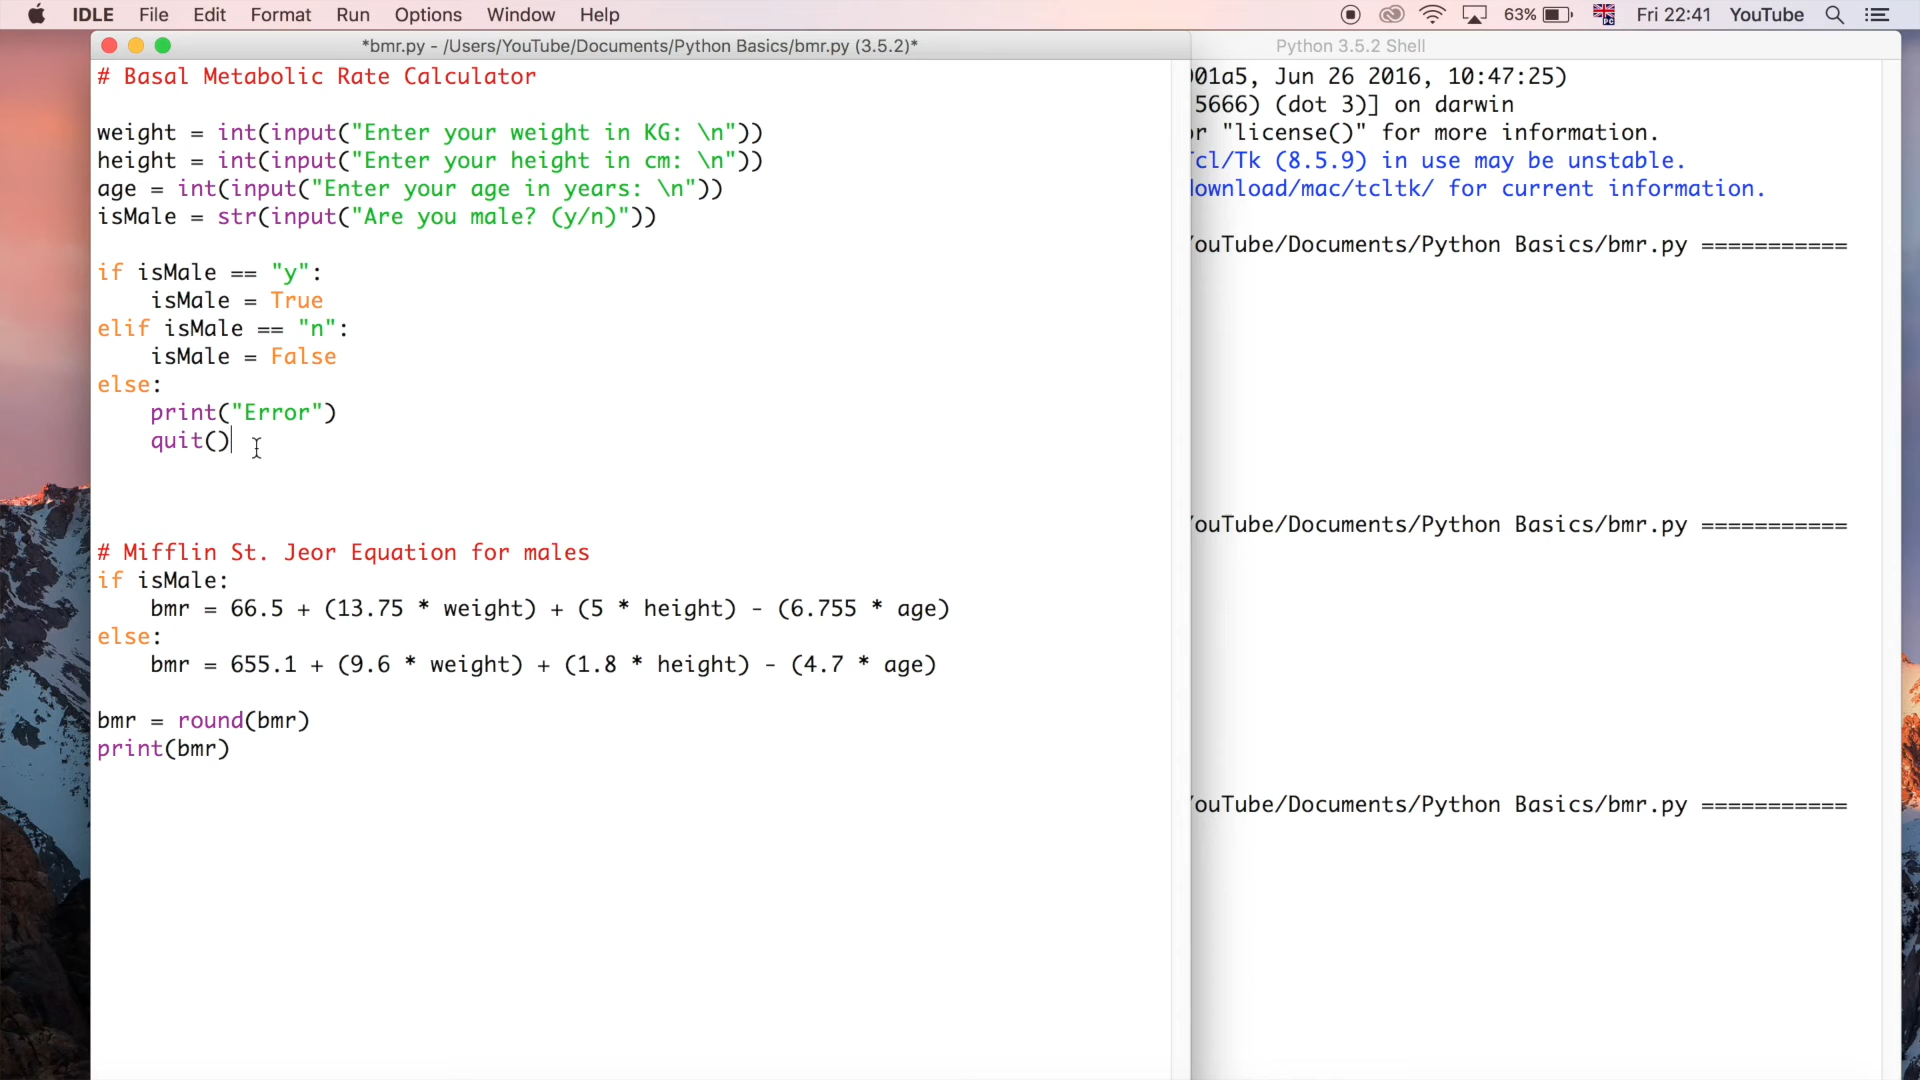 IDLE File Edit Format Run Options Window Help 63% Fri 22:41 YouTube
*bmr.py - /Users/YouTube/Documents/Python Basics/bmr.py (3.5.2)*
# Basal Metabolic Rate Calculator
weight = int(input("Enter your weight in KG: \n"))
height = int(input("Enter your height in cm: \n"))
age = int(input("Enter your age in years: \n"))
isMale = str(input("Are you male? (y/n)"))
if isMale == "y":
    isMale = True
elif isMale == "n":
    isMale = False
else:
    print("Error")
    quit()
# Mifflin St. Jeor Equation for males
if isMale:
    bmr = 66.5 + (13.75 * weight) + (5 * height) - (6.755 * age)
else:
    bmr = 655.1 + (9.6 * weight) + (1.8 * height) - (4.7 * age)
bmr = round(bmr)
print(bmr)
Python 3.5.2 Shell
01a5, Jun 26 2016, 10:47:25)
5666) (dot 3)] on darwin
r "license()" for more information.
cl/Tk (8.5.9) in use may be unstable.
ownload/mac/tcltk/ for current information.
ouTube/Documents/Python Basics/bmr.py ===========
ouTube/Documents/Python Basics/bmr.py ===========
ouTube/Documents/Python Basics/bmr.py ===========